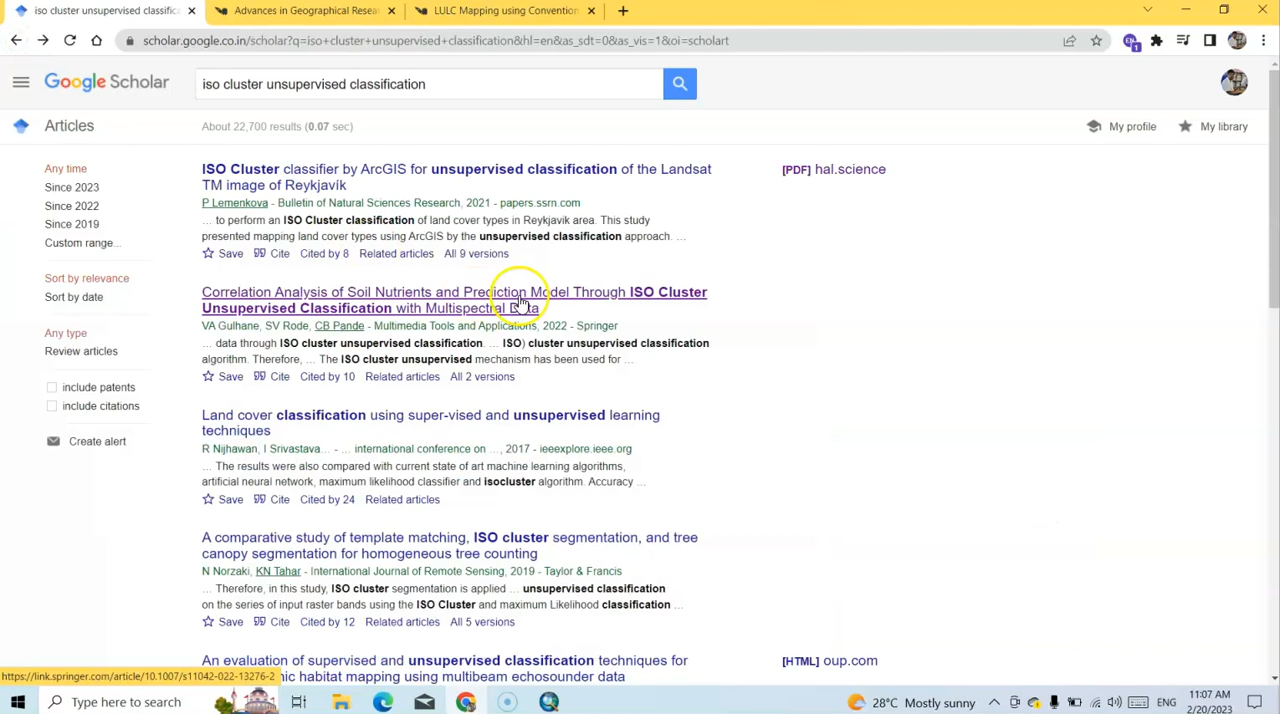 iso cluster unsupervised classific
Advances in Geographical Resea
LULC Mapping using Convention
scholar.google.co.in/scholar?q=iso+cluster+unsupervised+classification&hl=en&as_sdt=0&as_vis=1&oi=scholart
Google Scholar
iso cluster unsupervised classification
Articles
About 22,700 results (0.07 sec)
My profile
My library
Any time
Since 2023
Since 2022
Since 2019
Custom range...
Sort by relevance
Sort by date
Any type
Review articles
include patents
include citations
Create alert
ISO Cluster classifier by ArcGIS for unsupervised classification of the Landsat
TM image of Reykjavík
[PDF] hal.science
P Lemenkova - Bulletin of Natural Sciences Research, 2021 - papers.ssrn.com
... to perform an ISO Cluster classification of land cover types in Reykjavik area. This study
presented mapping land cover types using ArcGIS by the unsupervised classification approach. ...
Save Cite Cited by 8 Related articles All 9 versions
Correlation Analysis of Soil Nutrients and Prediction Model Through ISO Cluster
Unsupervised Classification with Multispectral Data
VA Gulhane, SV Rode, CB Pande - Multimedia Tools and Applications, 2022 - Springer
... data through ISO cluster unsupervised classification. ... ISO) cluster unsupervised classification
algorithm. Therefore, ... The ISO cluster unsupervised mechanism has been used for ...
Save Cite Cited by 10 Related articles All 2 versions
Land cover classification using super-vised and unsupervised learning
techniques
R Nijhawan, I Srivastava... - ... international conference on ..., 2017 - ieeexplore.ieee.org
... The results were also compared with current state of art machine learning algorithms,
artificial neural network, maximum likelihood classifier and isocluster algorithm. Accuracy ...
Save Cite Cited by 24 Related articles
A comparative study of template matching, ISO cluster segmentation, and tree
canopy segmentation for homogeneous tree counting
N Norzaki, KN Tahar - International Journal of Remote Sensing, 2019 - Taylor & Francis
... Therefore, in this study, ISO cluster segmentation is applied ... unsupervised classification
on the series of input raster bands using the ISO Cluster and maximum Likelihood classification ...
Save Cite Cited by 12 Related articles All 5 versions
An evaluation of supervised and unsupervised classification techniques for
ic habitat mapping using multibeam echosounder data
[HTML] oup.com
https://link.springer.com/article/10.1007/s11042-022-13276-2
Type here to search
28°C Mostly sunny
ENG
11:07 AM
2/20/2023